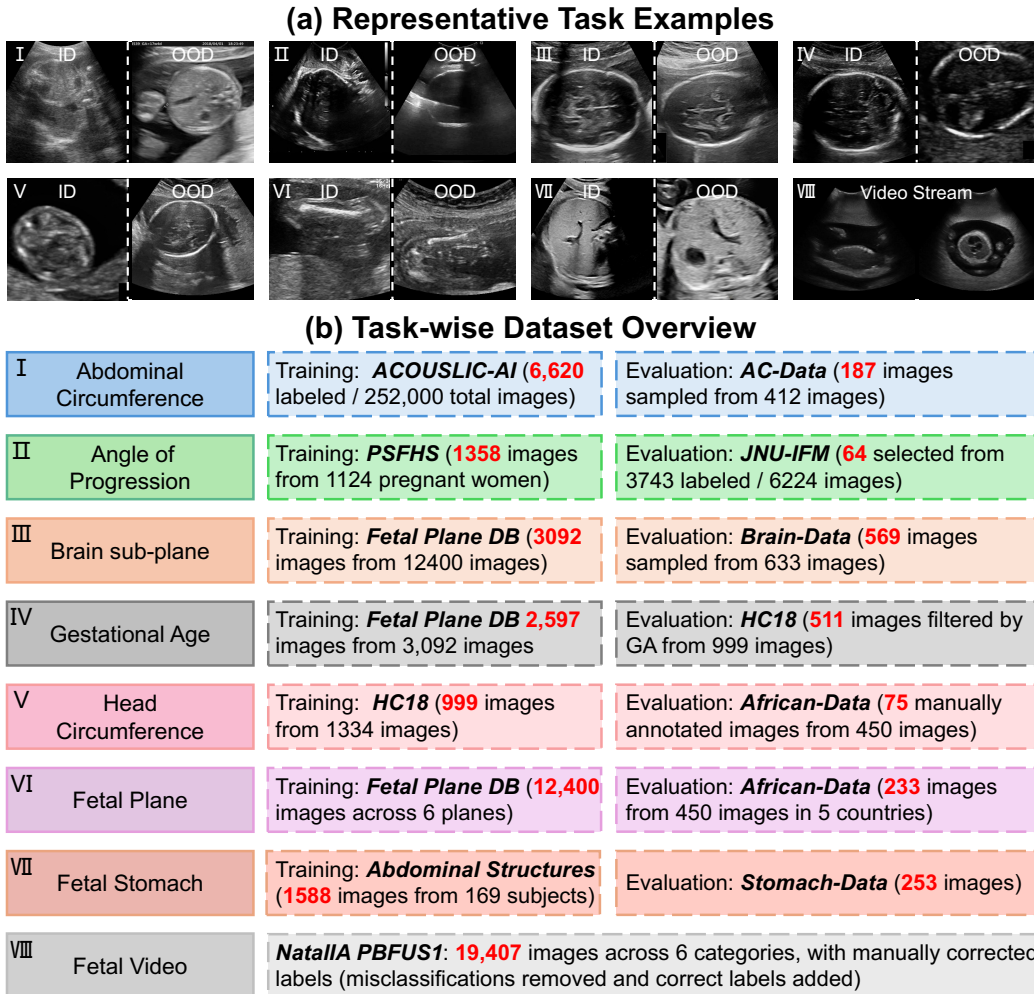 (a) Representative Task Examples
Ⅰ ID OOD
Ⅱ ID OOD
Ⅲ ID OOD
Ⅳ ID OOD
Ⅴ ID OOD
Ⅵ ID OOD
Ⅶ ID OOD
Ⅷ Video Stream
(b) Task-wise Dataset Overview
Ⅰ
Abdominal
Circumference
Training: ACOUSLIC-AI (6,620
labeled / 252,000 total images)
Evaluation: AC-Data (187 images
sampled from 412 images)
Ⅱ
Angle of
Progression
Training: PSFHS (1358 images
from 1124 pregnant women)
Evaluation: JNU-IFM (64 selected from
3743 labeled / 6224 images)
Ⅲ
Brain sub-plane
Training: Fetal Plane DB (3092
images from 12400 images)
Evaluation: Brain-Data (569 images
sampled from 633 images)
Ⅳ
Gestational Age
Training: Fetal Plane DB 2,597
images from 3,092 images
Evaluation: HC18 (511 images filtered by
GA from 999 images)
Ⅴ
Head
Circumference
Training: HC18 (999 images
from 1334 images)
Evaluation: African-Data (75 manually
annotated images from 450 images)
Ⅵ
Fetal Plane
Training: Fetal Plane DB (12,400
images across 6 planes)
Evaluation: African-Data (233 images
from 450 images in 5 countries)
Ⅶ
Fetal Stomach
Training: Abdominal Structures
(1588 images from 169 subjects)
Evaluation: Stomach-Data (253 images)
Ⅷ
Fetal Video
NatalIA PBFUS1: 19,407 images across 6 categories, with manually corrected
labels (misclassifications removed and correct labels added)